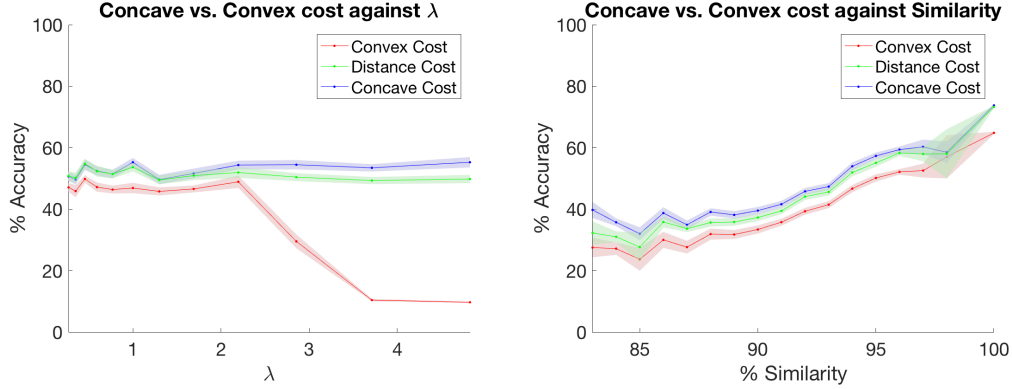 Concave vs. Convex cost against λ
100
80
60
40
20
0
% Accuracy
1
2
3
4
λ
Convex Cost
Distance Cost
Concave Cost
Concave vs. Convex cost against Similarity
100
80
60
40
20
0
% Accuracy
85
90
95
100
% Similarity
Convex Cost
Distance Cost
Concave Cost